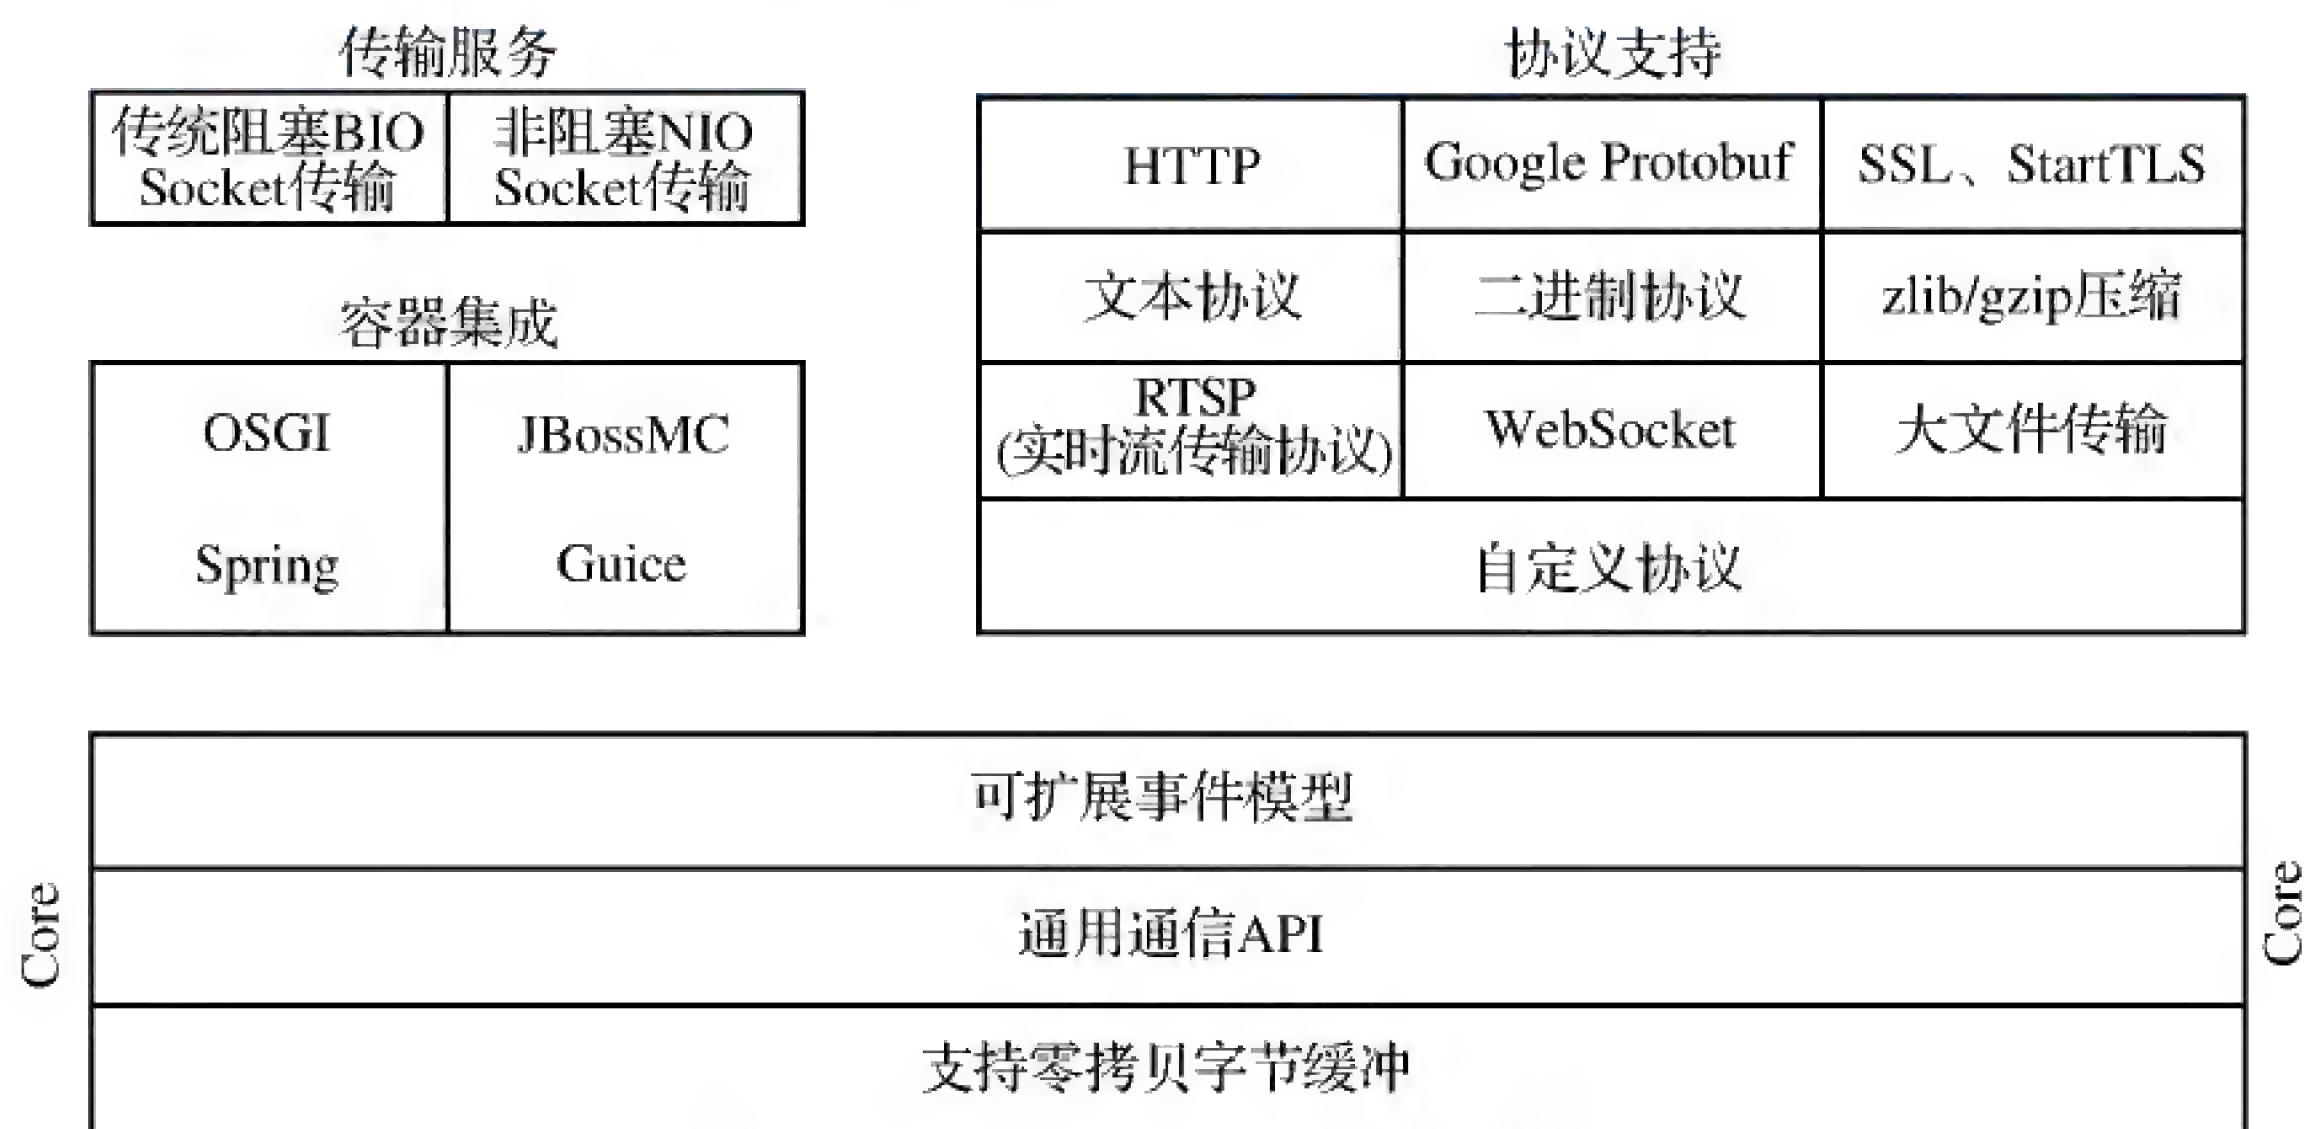 传输服务
传统阻塞BIO
Socket传输
非阻塞NIO
Socket传输
容器集成
OSGI
JBossMC
Spring
Guice
协议支持
HTTP
Google Protobuf
SSL、StartTLS
文本协议
二进制协议
zlib/gzip压缩
RTSP
(实时流传输协议)
WebSocket
大文件传输
自定义协议
Core
可扩展事件模型
通用通信API
支持零拷贝字节缓冲
Core